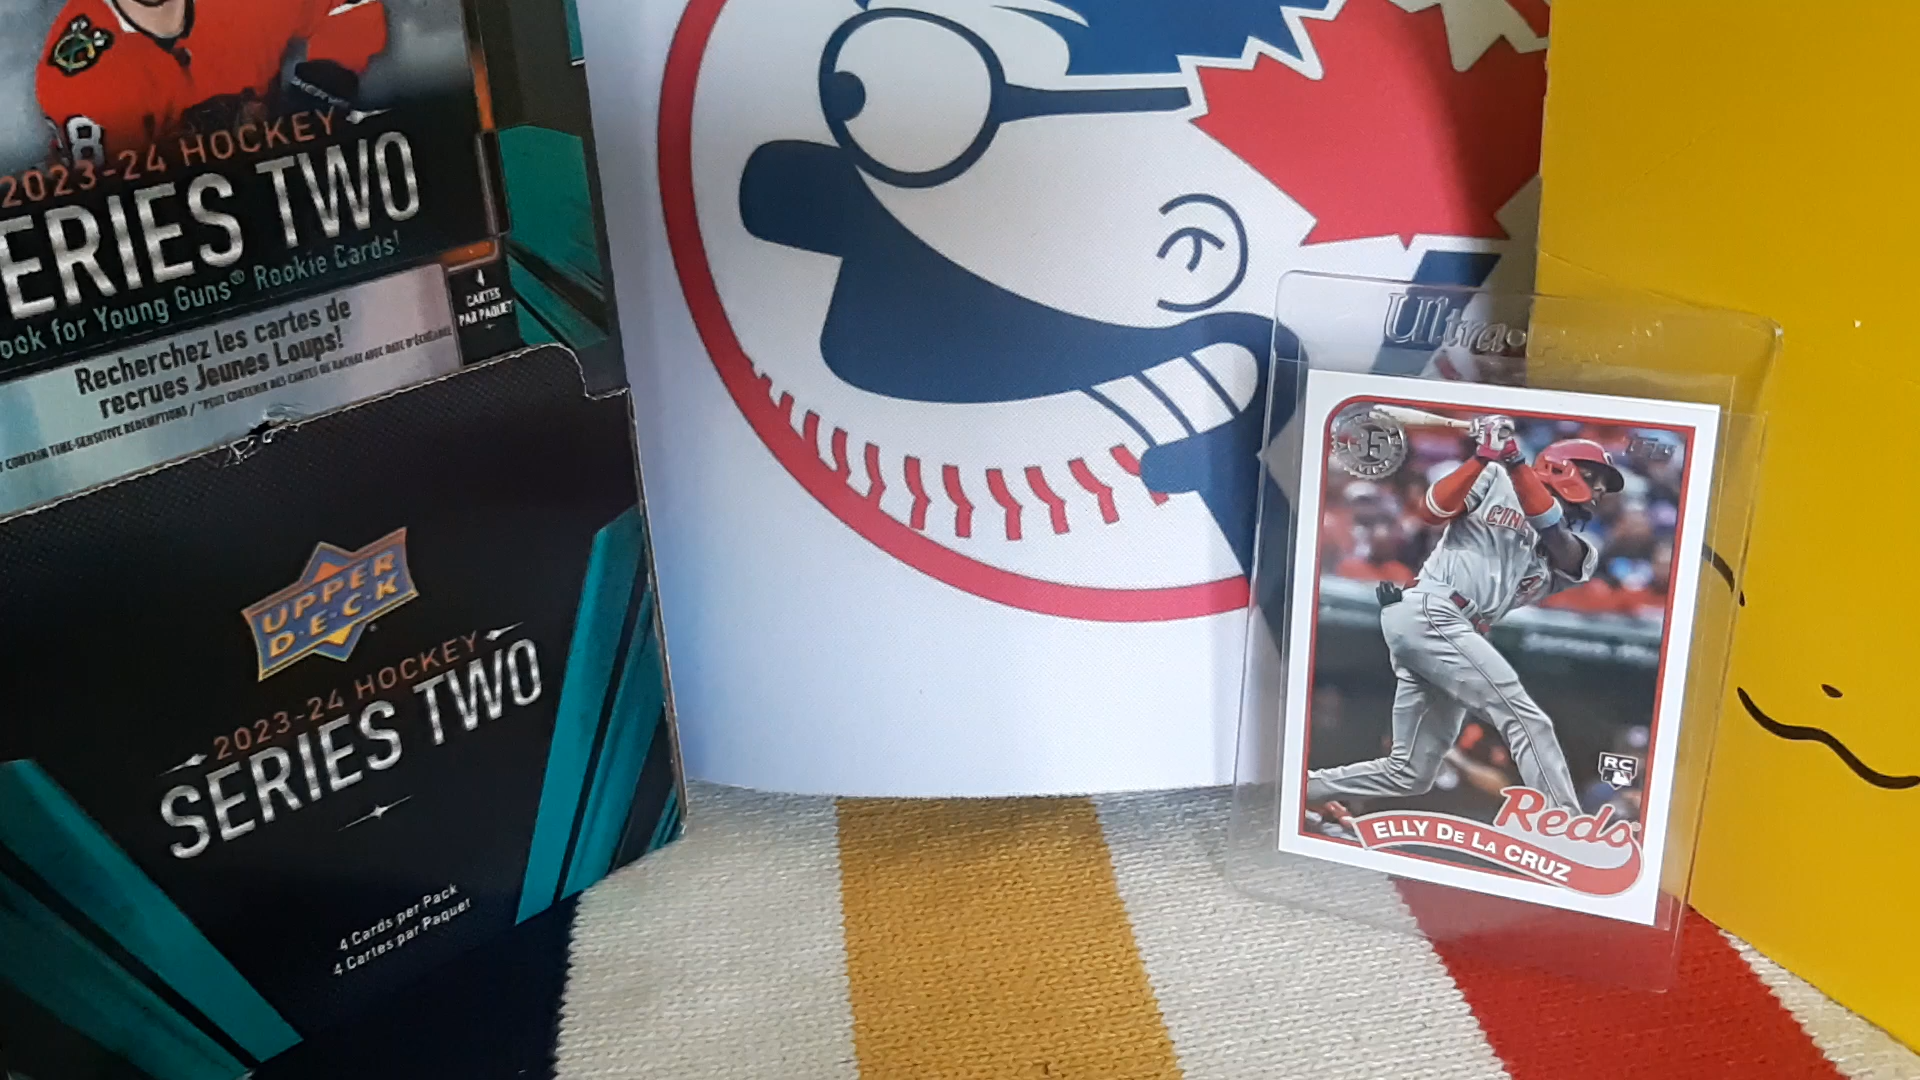 8
2023-24 HOCKEY
ERIES TWO
ook for Young Guns® Rookie Cards!
Recherchez les cartes de
recrues Jeunes Loups!
4
CARTES
PAR PAQUET
UPPER
D·E·C·K
2023-24 HOCKEY
SERIES TWO
4 Cards per Pack
4 Cartes par Paquet
Ultra
35
Topps
CIN
RC
Reds
ELLY DE LA CRUZ